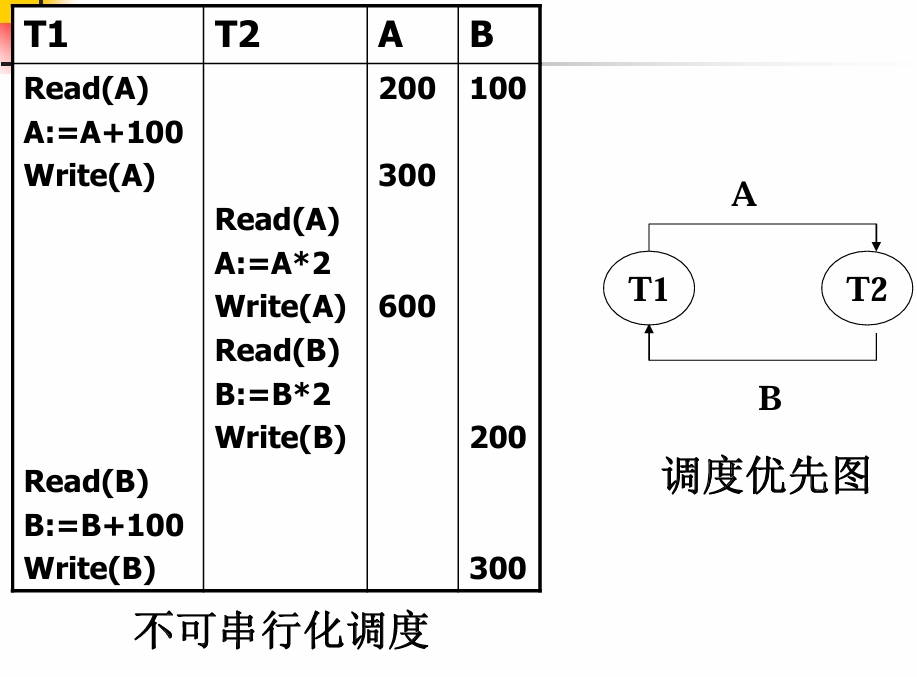 T1 T2 A B
Read(A) 200 100
A:=A+100
Write(A) 300
Read(A)
A:=A*2
Write(A) 600
Read(B)
B:=B*2
Write(B) 200
Read(B)
B:=B+100
Write(B) 300
不可串行化调度
A
T1 T2
B
调度优先图